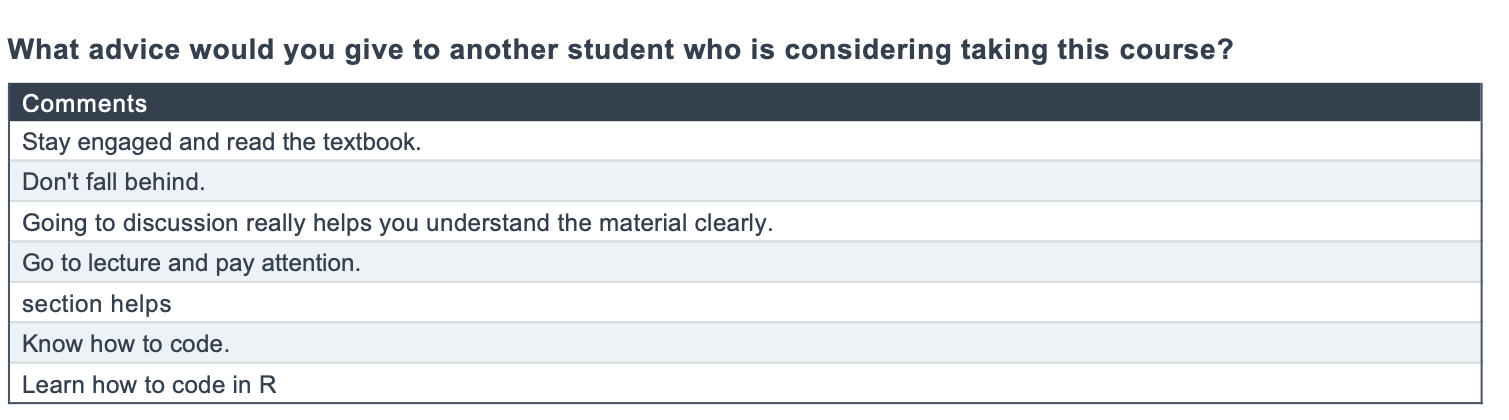 What advice would you give to another student who is considering taking this course?
Comments
Stay engaged and read the textbook.
Don't fall behind.
Going to discussion really helps you understand the material clearly.
Go to lecture and pay attention.
section helps
Know how to code.
Learn how to code in R